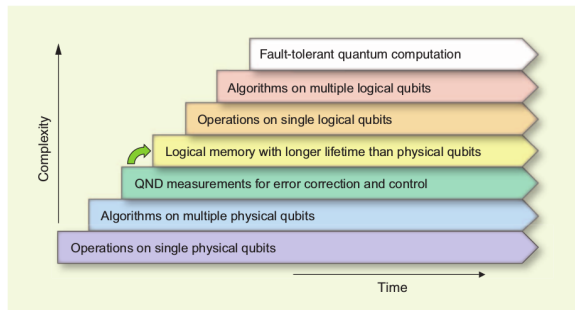 Fault-tolerant quantum computation
Algorithms on multiple logical qubits
Operations on single logical qubits
Logical memory with longer lifetime than physical qubits
QND measurements for error correction and control
Algorithms on multiple physical qubits
Operations on single physical qubits
Complexity
Time